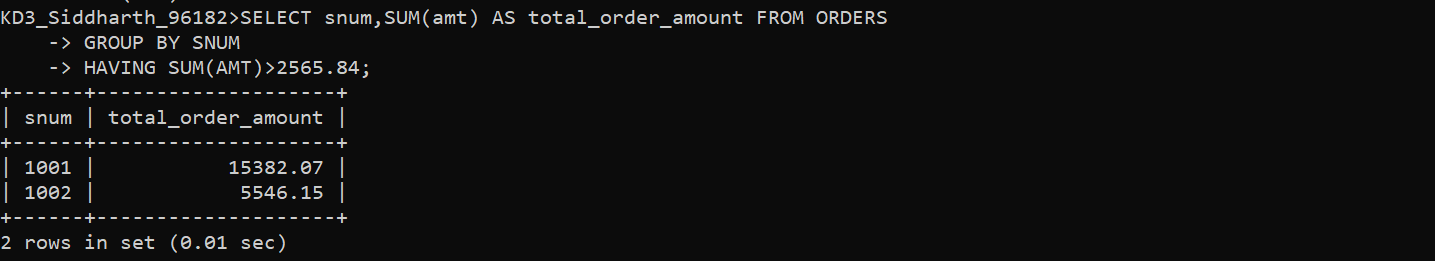 KD3_Siddharth_96182>SELECT snum,SUM(amt) AS total_order_amount FROM ORDERS
    -> GROUP BY SNUM
    -> HAVING SUM(AMT)>2565.84;
+------+--------------------+
| snum | total_order_amount |
+------+--------------------+
| 1001 |           15382.07 |
| 1002 |            5546.15 |
+------+--------------------+
2 rows in set (0.01 sec)